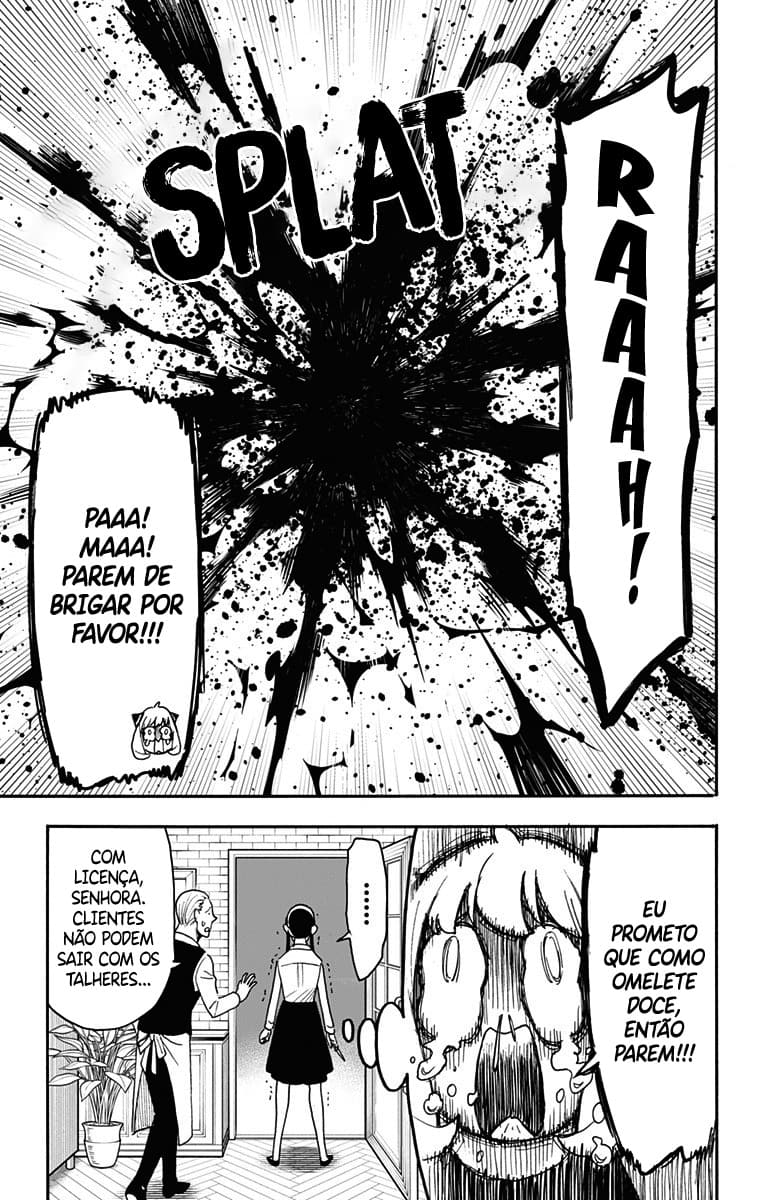 RAAAH!
SPLAT
PAAA!
MAAA!
PAREM DE
BRIGAR POR
FAVOR!!!
EU
PROMETO
QUE COMO
OMELETE
DOCE,
ENTÃO
PAREM!!!
......
COM
LICENÇA,
SENHORA.
CLIENTES
NÃO PODEM
SAIR COM OS
TALHERES...